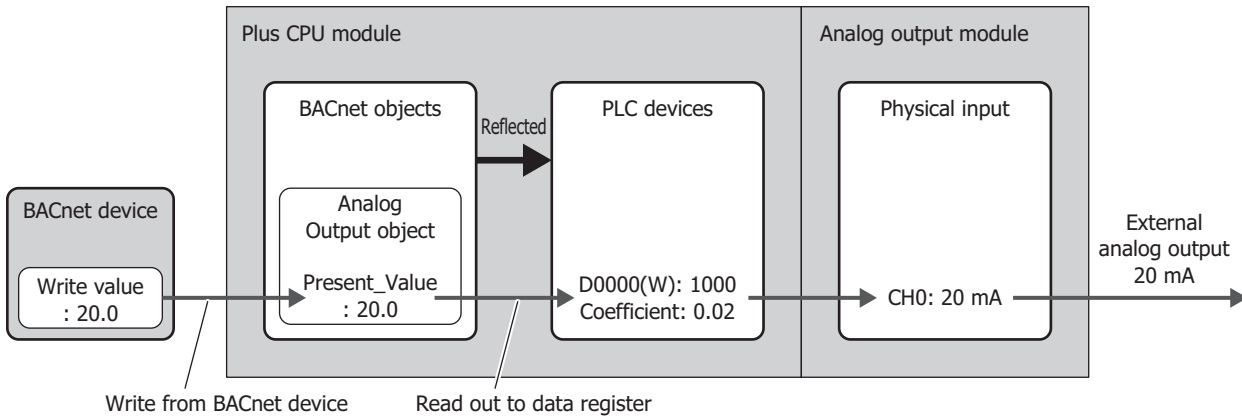 Plus CPU module
Analog output module
BACnet objects
Reflected
PLC devices
Physical input
BACnet device
Analog
Output object
External
analog output
20 mA
Write value
: 20.0
Present_Value
: 20.0
D0000(W): 1000
Coefficient: 0.02
CH0: 20 mA
Write from BACnet device
Read out to data register